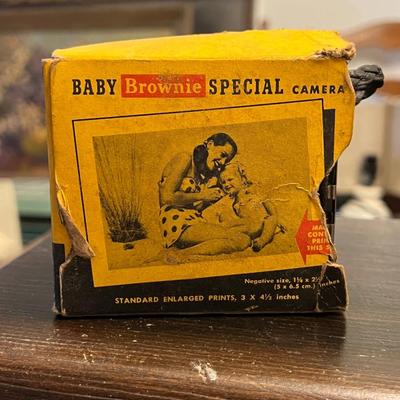 BABY Brownie SPECIAL CAMERA
THIS
Negative size, 1⅝ x 2½ inches
(5 x 6.5 cm.)
STANDARD ENLARGED PRINTS, 3 X 4½ inches